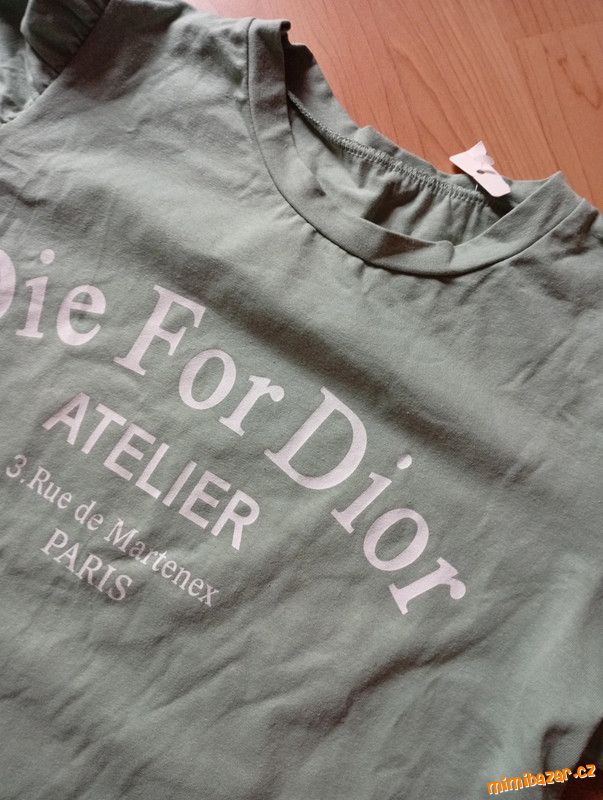 Die For Dior
ATELIER
3.Rue de Martenex
PARIS
mimibazar.cz